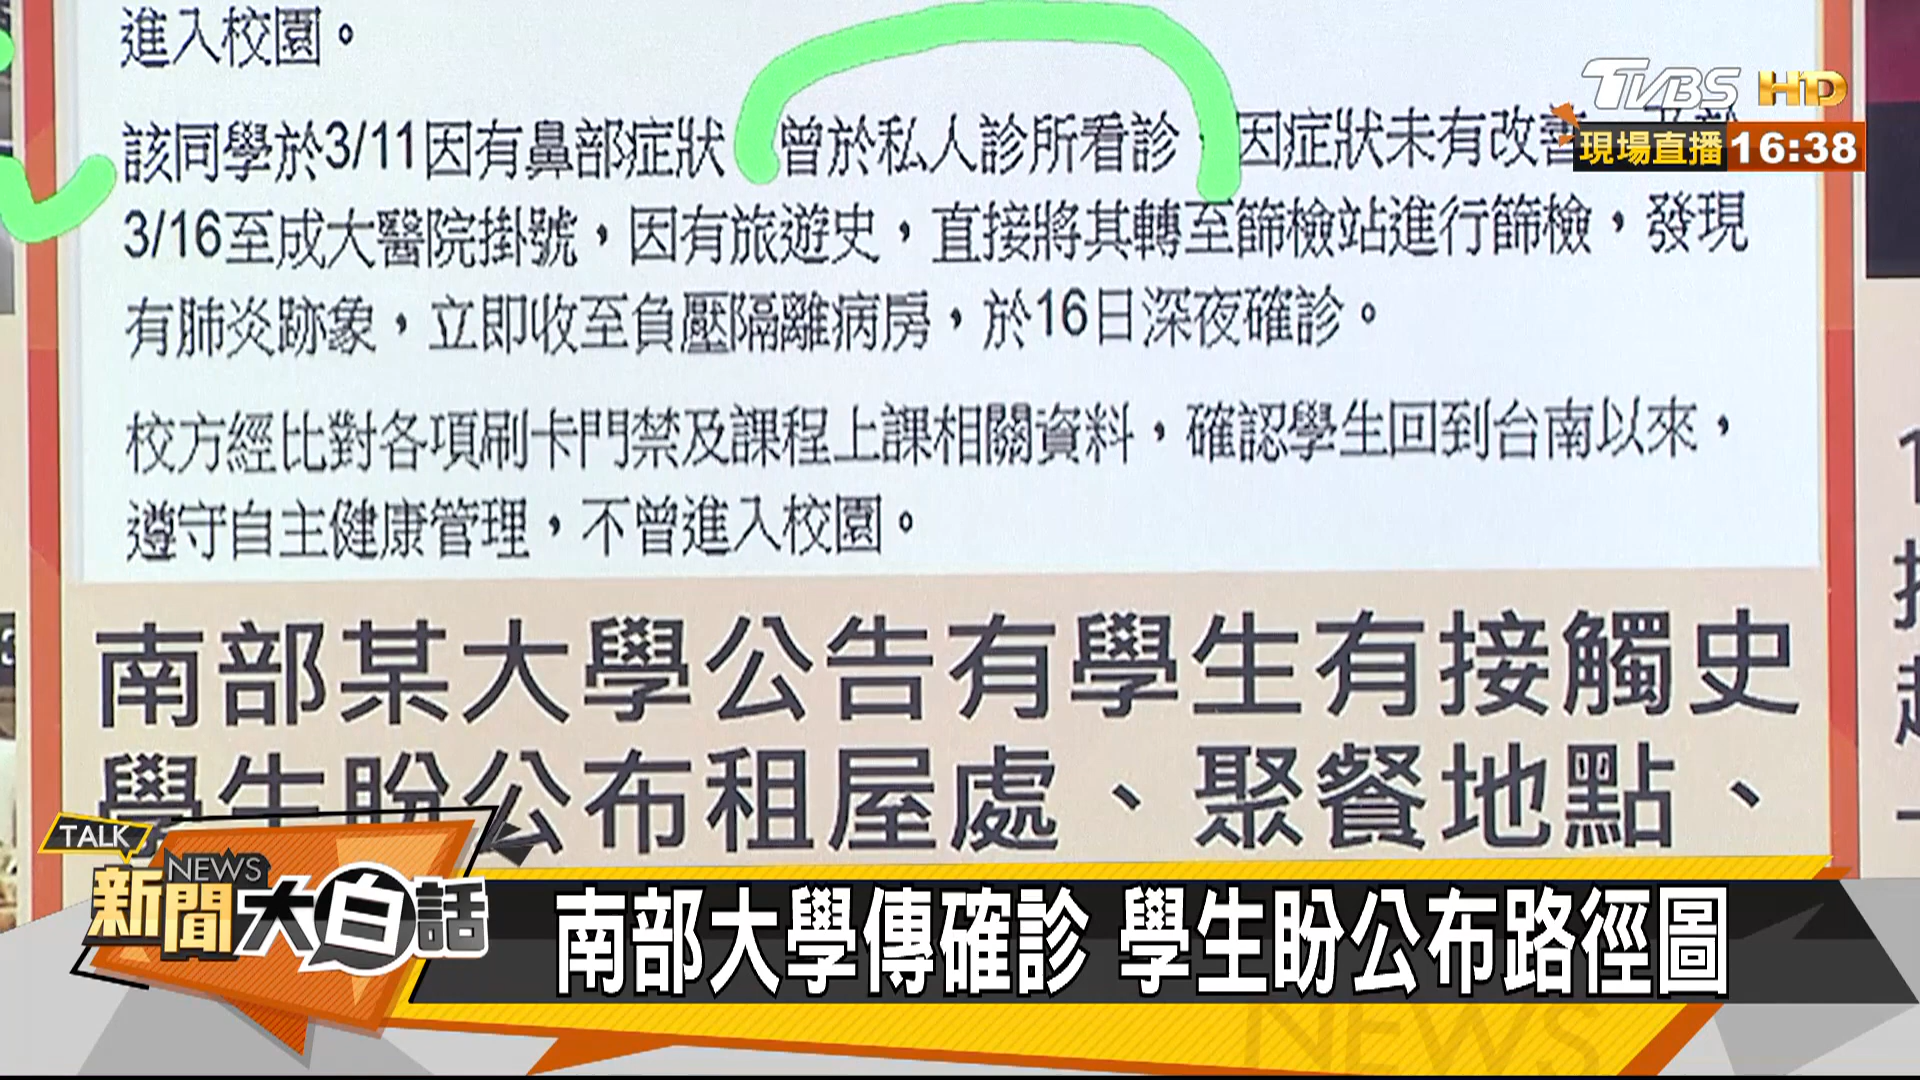 進入校園。
TVBS HD
現場直播 16:38
該同學於3/11因有鼻部症狀 曾於私人診所看診，因症狀未有改善
3/16至成大醫院掛號，因有旅遊史，直接將其轉至篩檢站進行篩檢，發現
有肺炎跡象，立即收至負壓隔離病房，於16日深夜確診。
校方經比對各項刷卡門禁及課程上課相關資料，確認學生回到台南以來，
遵守自主健康管理，不曾進入校園。
南部某大學公告有學生有接觸史
學生盼公布租屋處、聚餐地點、
TALK
NEWS
新聞大白話
南部大學傳確診 學生盼公布路徑圖
NEWS